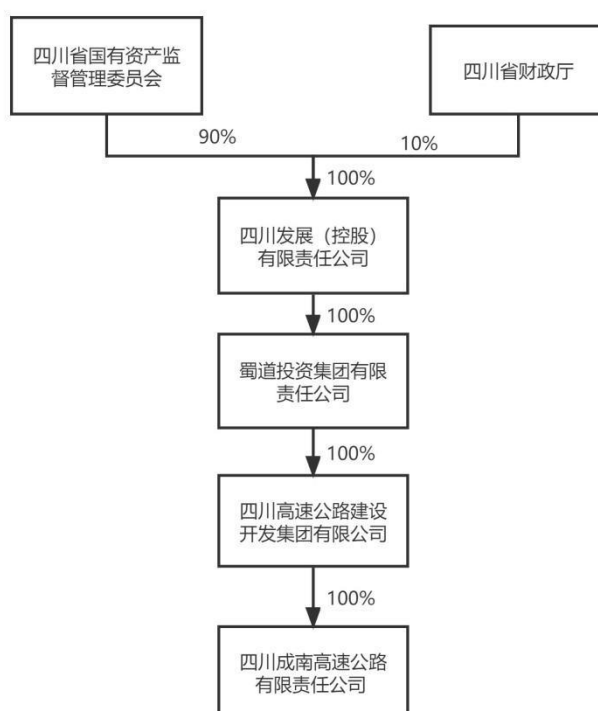 四川省国有资产监
督管理委员会
四川省财政厅
90%
10%
100%
四川发展（控股）
有限责任公司
100%
蜀道投资集团有限
责任公司
100%
四川高速公路建设
开发集团有限公司
100%
四川成南高速公路
有限责任公司